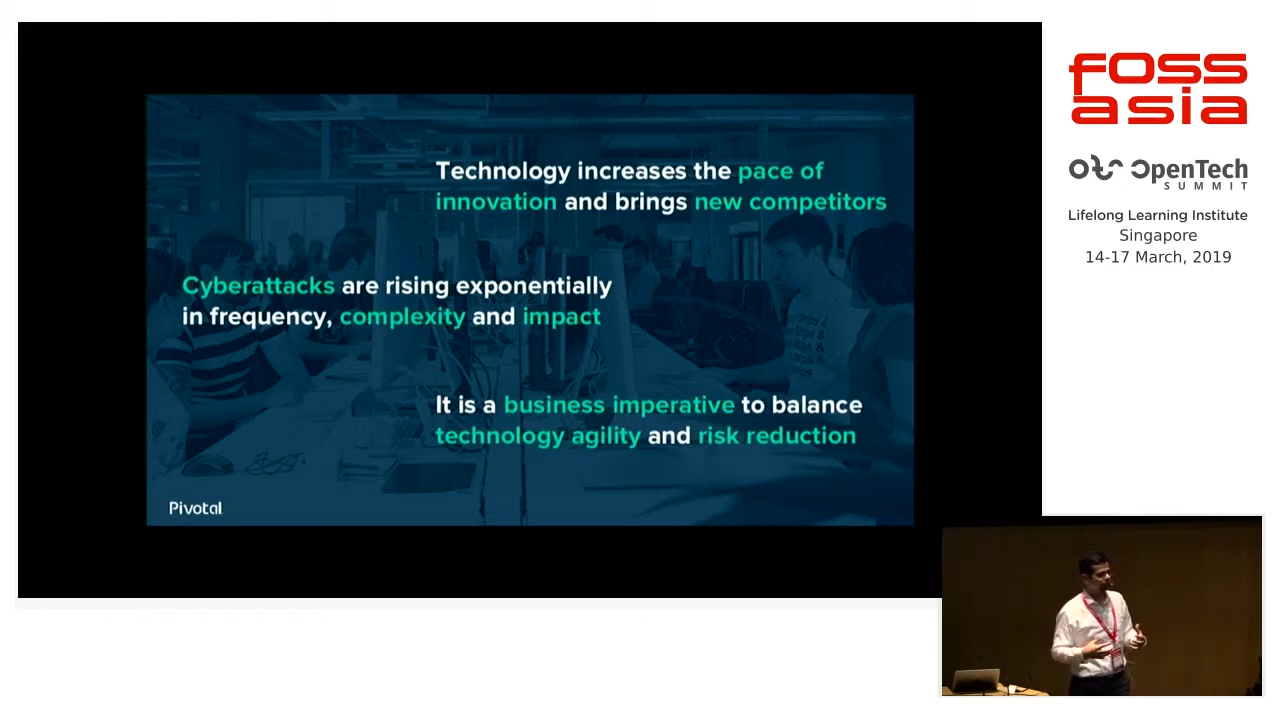 Technology increases the pace of
innovation and brings new competitors
Cyberattacks are rising exponentially
in frequency, complexity and impact
It is a business imperative to balance
technology agility and risk reduction
Pivotal
foss
asia
OpenTech
SUMMIT
Lifelong Learning Institute
Singapore
14-17 March, 2019